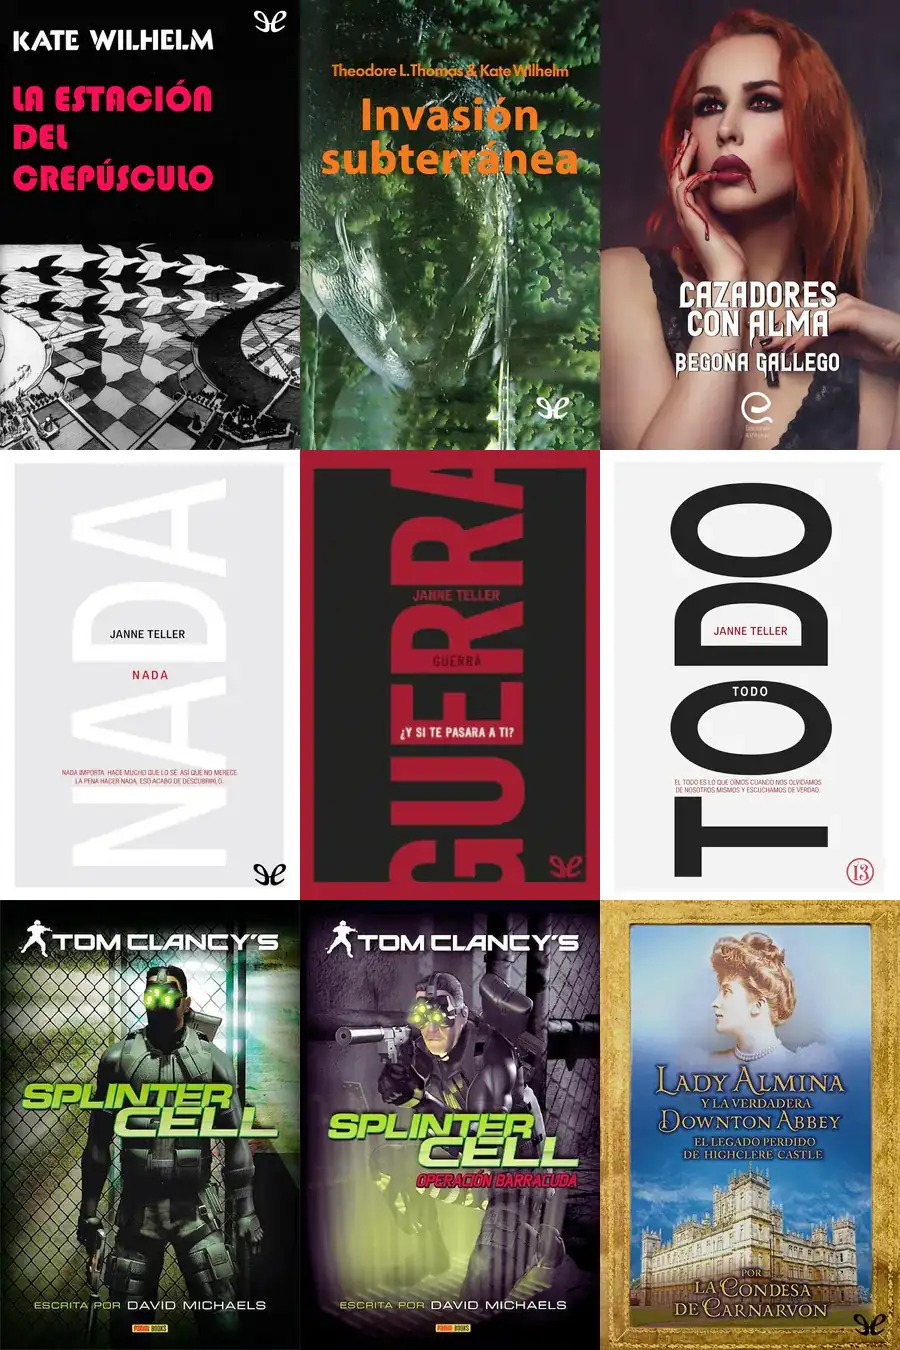 KATE WILHELM
LA ESTACIÓN
DEL
CREPÚSCULO
Theodore L. Thomas & Kate Wilhelm
Invasión
subterránea
CAZADORES
CON ALMA
BEGOÑA GALLEGO
NADA
JANNE TELLER
NADA
NADA IMPORTA. HACE MUCHO QUE LO SÉ. ASÍ QUE NO MERECE
LA PENA HACER NADA. ESO ACABO DE DESCUBRIRLO.
GUERRA
JANNE TELLER
GUERRA
¿Y SI TE PASARA A TI?
TODO
JANNE TELLER
TODO
EL TODO ES LO QUE OÍMOS CUANDO NOS OLVIDAMOS
DE NOSOTROS MISMOS Y ESCUCHAMOS DE VERDAD.
13
TOM CLANCY'S
SPLINTER
CELL
ESCRITA POR DAVID MICHAELS
PANINI BOOKS
TOM CLANCY'S
SPLINTER
CELL
OPERACIÓN BARRACUDA
ESCRITA POR DAVID MICHAELS
PANINI BOOKS
LADY ALMINA
Y LA VERDADERA
DOWNTON ABBEY
EL LEGADO PERDIDO
DE HIGHCLERE CASTLE
POR
LA CONDESA
DE CARNARVON